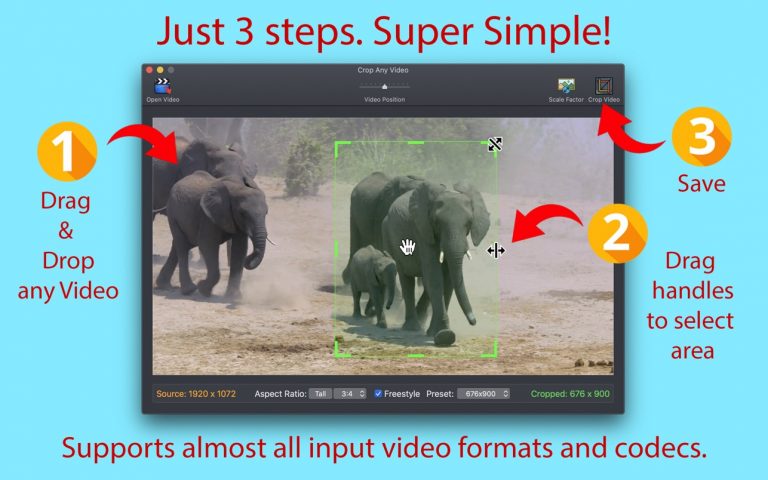 Just 3 steps. Super Simple!
Crop Any Video
Open Video
Video Position
Scale Factor
Crop Video
1
Drag
&
Drop
any Video
3
Save
2
Drag
handles
to select
area
Source: 1920 x 1072
Aspect Ratio:
Tall
3:4
Freestyle
Preset:
676x900
Cropped: 676 x 900
Supports almost all input video formats and codecs.